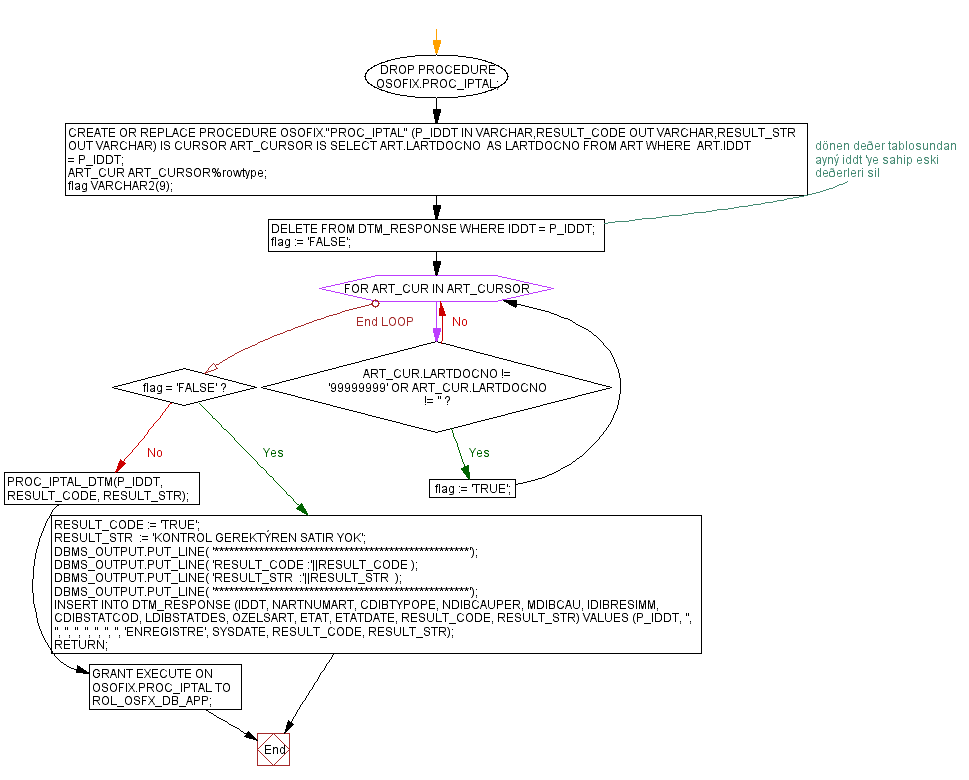 DROP PROCEDURE
OSOFIX.PROC_IPTAL;
CREATE OR REPLACE PROCEDURE OSOFIX."PROC_IPTAL" (P_IDDT IN VARCHAR,RESULT_CODE OUT VARCHAR,RESULT_STR
OUT VARCHAR) IS CURSOR ART_CURSOR IS SELECT ART.LARTDOCNO  AS LARTDOCNO FROM ART WHERE  ART.IDDT
= P_IDDT;
ART_CUR ART_CURSOR%rowtype;
flag VARCHAR2(9);
dönen deðer tablosundan
ayný iddt 'ye sahip eski
deðerleri sil
DELETE FROM DTM_RESPONSE WHERE IDDT = P_IDDT;
flag := 'FALSE';
FOR ART_CUR IN ART_CURSOR
End LOOP
No
ART_CUR.LARTDOCNO !=
'99999999' OR ART_CUR.LARTDOCNO
!= '' ?
flag = 'FALSE' ?
No
Yes
Yes
PROC_IPTAL_DTM(P_IDDT,
RESULT_CODE, RESULT_STR);
flag := 'TRUE';
RESULT_CODE := 'TRUE';
RESULT_STR  := 'KONTROL GEREKTÝREN SATIR YOK';
DBMS_OUTPUT.PUT_LINE( '****************************************************');
DBMS_OUTPUT.PUT_LINE( 'RESULT_CODE :'||RESULT_CODE );
DBMS_OUTPUT.PUT_LINE( 'RESULT_STR  :'||RESULT_STR  );
DBMS_OUTPUT.PUT_LINE( '****************************************************');
INSERT INTO DTM_RESPONSE (IDDT, NARTNUMART, CDIBTYPOPE, NDIBCAUPER, MDIBCAU, IDIBRESIMM,
CDIBSTATCOD, LDIBSTATDES, OZELSART, ETAT, ETATDATE, RESULT_CODE, RESULT_STR) VALUES (P_IDDT, '',
'', '', '', '', '', '', '', 'ENREGISTRE', SYSDATE, RESULT_CODE, RESULT_STR);
RETURN;
GRANT EXECUTE ON
OSOFIX.PROC_IPTAL TO
ROL_OSFX_DB_APP;
End